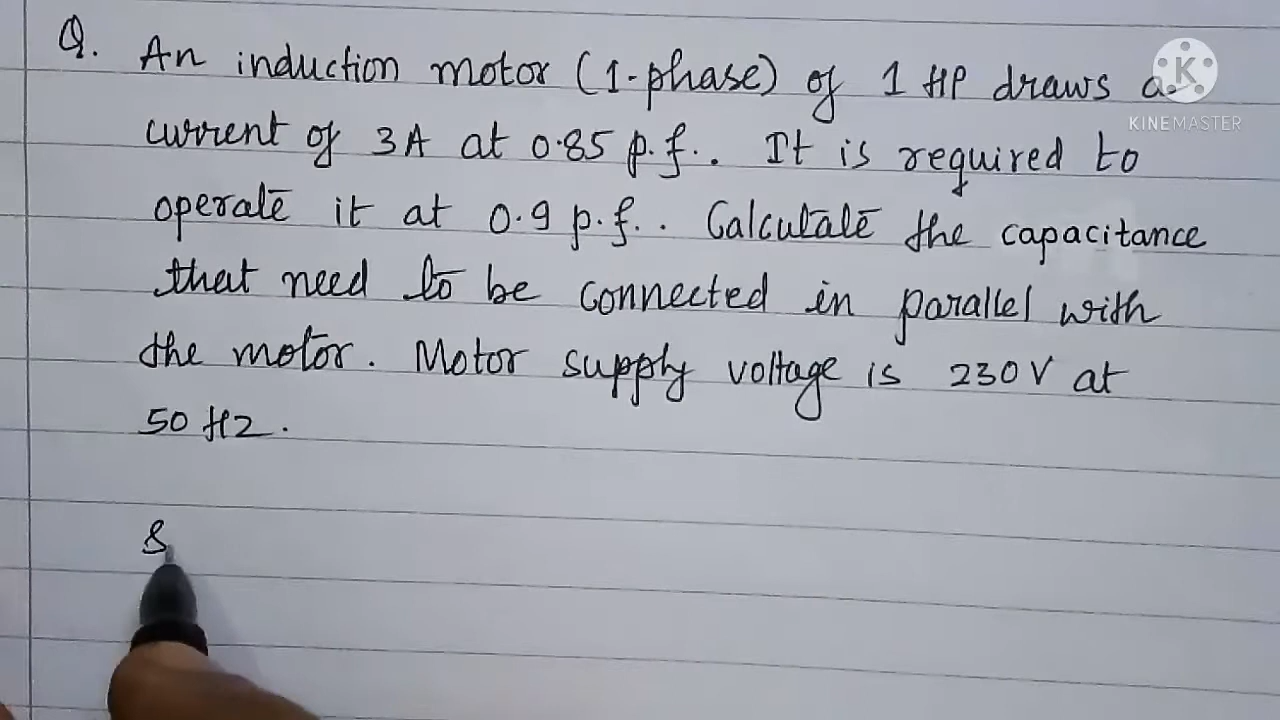 Q. An induction motor (1-phase) of 1 HP draws a
current of 3A at 0.85 p.f.. It is required to
operate it at 0.9 p.f.. Calculate the capacitance
that need to be connected in parallel with
the motor. Motor supply voltage is 230V at
50 Hz.
S
K
KINEMASTER